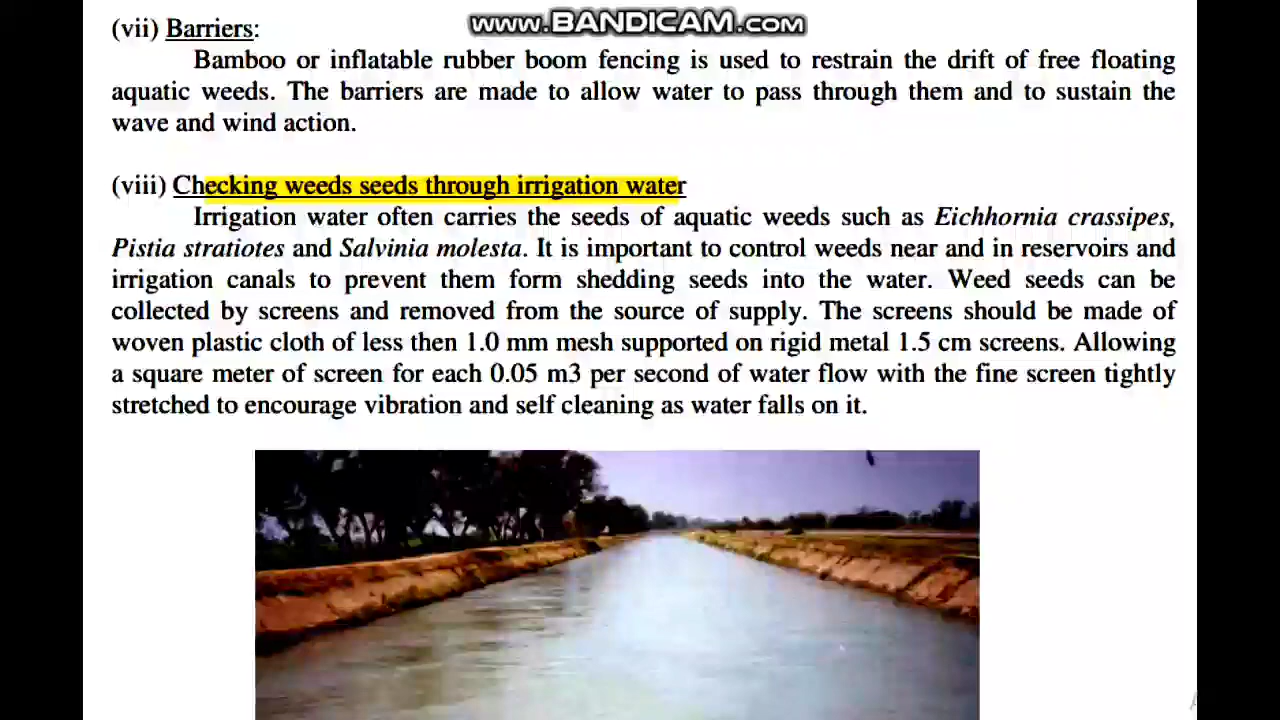 www.BANDICAM.com
(vii) Barriers:
Bamboo or inflatable rubber boom fencing is used to restrain the drift of free floating
aquatic weeds. The barriers are made to allow water to pass through them and to sustain the
wave and wind action.
(viii) Checking weeds seeds through irrigation water
Irrigation water often carries the seeds of aquatic weeds such as Eichhornia crassipes,
Pistia stratiotes and Salvinia molesta. It is important to control weeds near and in reservoirs and
irrigation canals to prevent them form shedding seeds into the water. Weed seeds can be
collected by screens and removed from the source of supply. The screens should be made of
woven plastic cloth of less then 1.0 mm mesh supported on rigid metal 1.5 cm screens. Allowing
a square meter of screen for each 0.05 m3 per second of water flow with the fine screen tightly
stretched to encourage vibration and self cleaning as water falls on it.